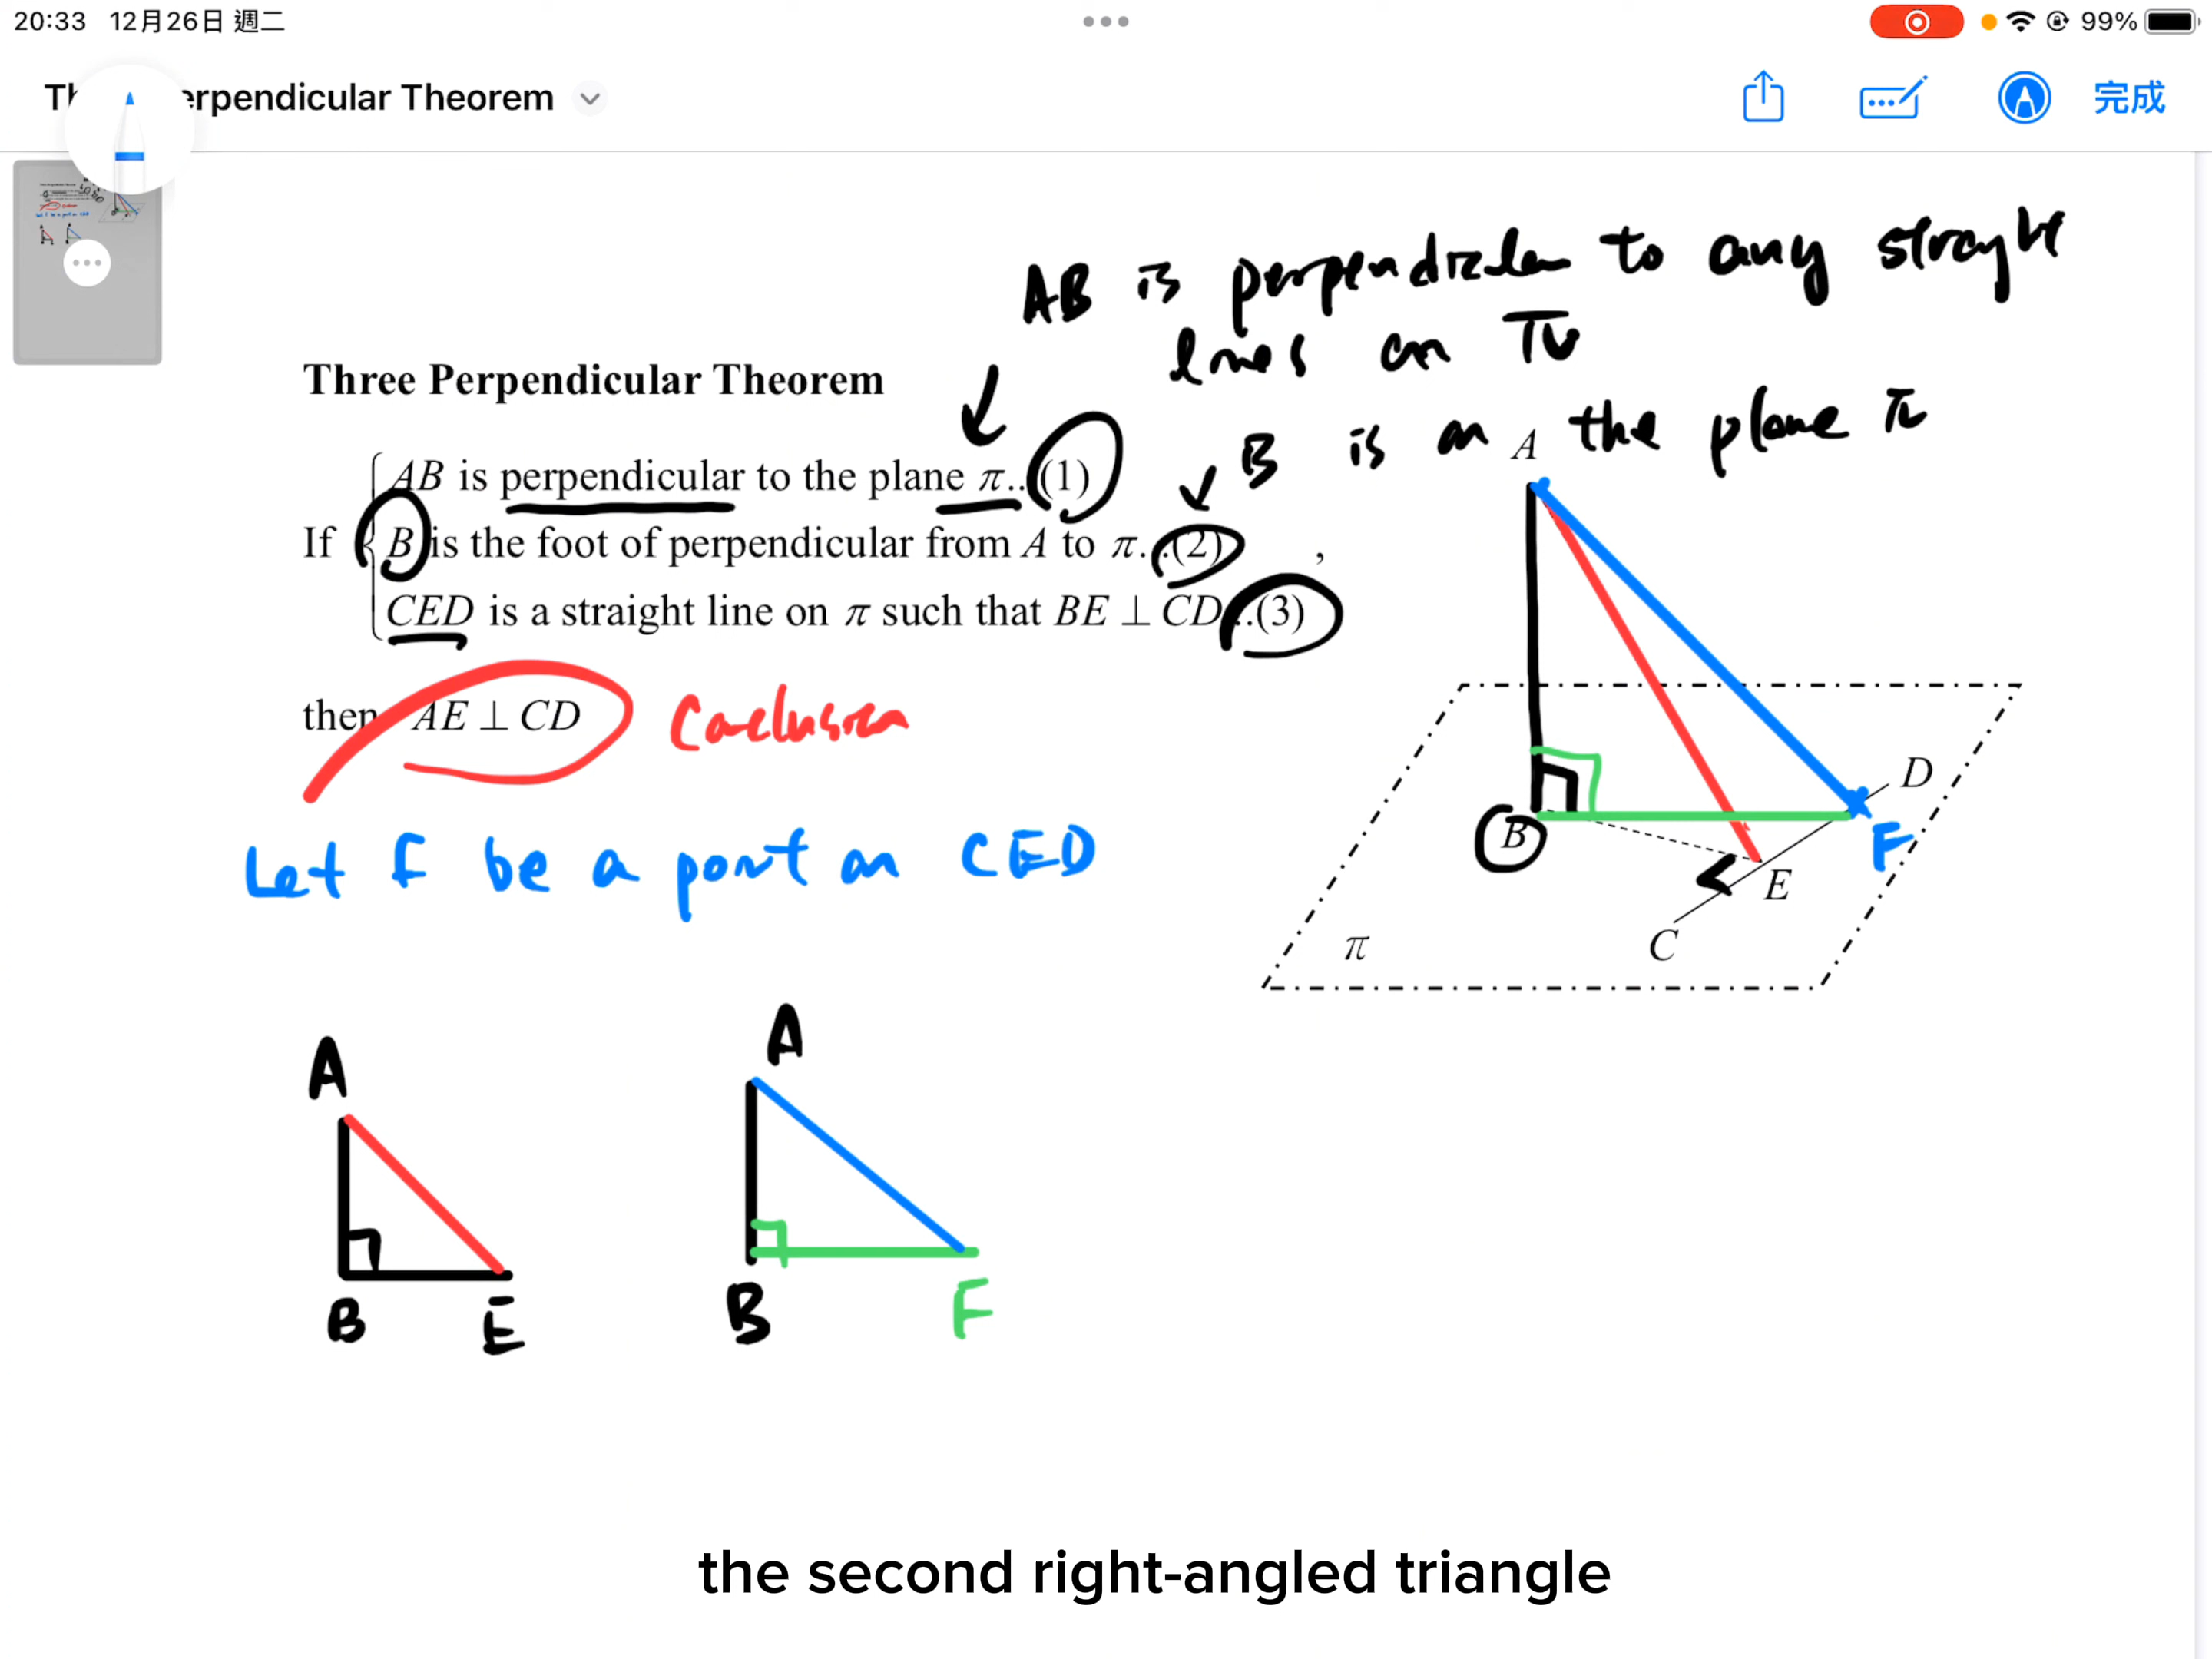 20:33 12月26日 週二
99%
Th erpendicular Theorem
完成
AB is perpendicular to any straight
lines on π
B is on the plane π
Three Perpendicular Theorem
AB is perpendicular to the plane π..(1)
If B is the foot of perpendicular from A to π...(2) ,
CED is a straight line on π such that BE ⊥ CD...(3)
then AE ⊥ CD Conclusion
Let F be a point on CED
A
B
D
F
E
C
π
A
B E
A
B F
the second right-angled triangle